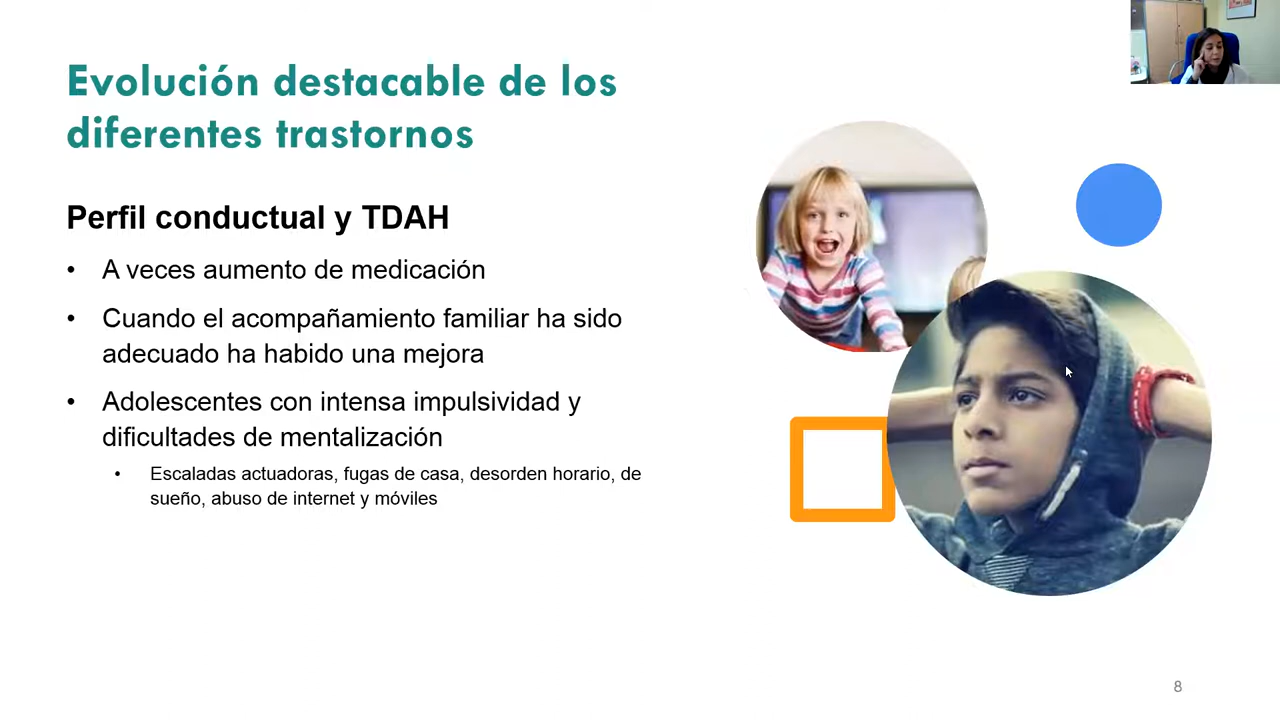 Evolución destacable de los
diferentes trastornos
Perfil conductual y TDAH
• A veces aumento de medicación
• Cuando el acompañamiento familiar ha sido
adecuado ha habido una mejora
• Adolescentes con intensa impulsividad y
dificultades de mentalización
• Escaladas actuadoras, fugas de casa, desorden horario, de
sueño, abuso de internet y móviles
8